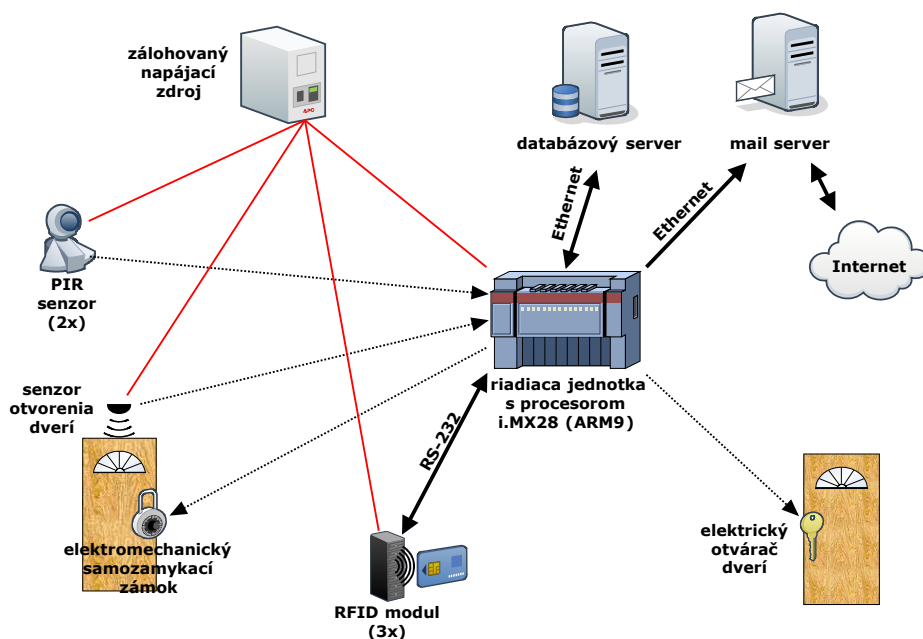 zálohovaný
napájací
zdroj
APC
databázový server
mail server
Ethernet
Ethernet
Internet
PIR
senzor
(2x)
riadiaca jednotka
s procesorom
i.MX28 (ARM9)
senzor
otvorenia
dverí
RS-232
elektromechanický
samozamykací
zámok
elektrický
otvárač
dverí
RFID modul
(3x)